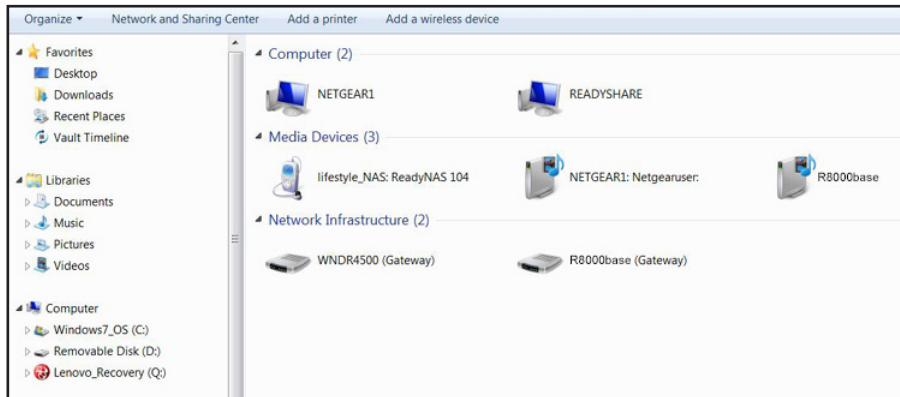 Organize Network and Sharing Center Add a printer Add a wireless device
Favorites
Desktop
Downloads
Recent Places
Vault Timeline
Libraries
Documents
Music
Pictures
Videos
Computer
Windows7_OS (C:)
Removable Disk (D:)
Lenovo_Recovery (Q:)
Computer (2)
NETGEAR1 READYSHARE
Media Devices (3)
lifestyle_NAS: ReadyNAS 104 NETGEAR1: Netgearuser: R8000base
Network Infrastructure (2)
WNDR4500 (Gateway) R8000base (Gateway)